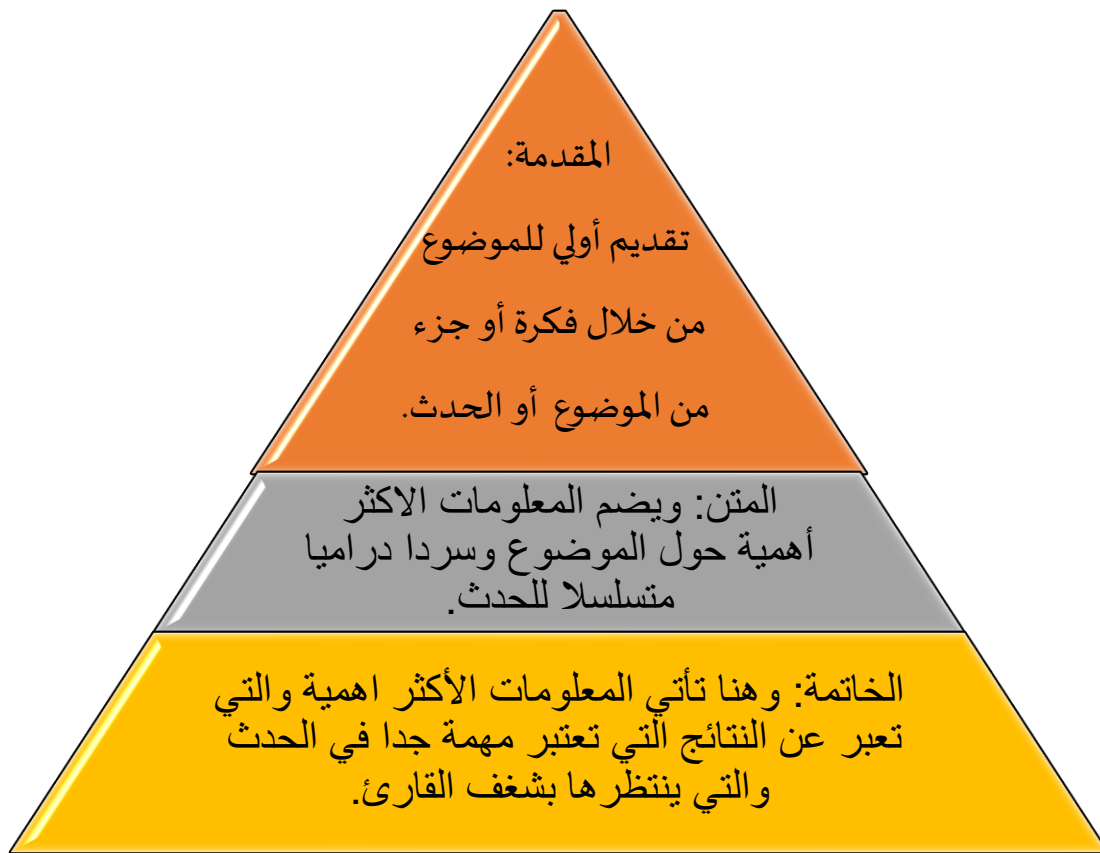 المقدمة:
تقديم أولي للموضوع
من خلال فكرة أو جزء
من الموضوع أو الحدث.
المتن: ويضم المعلومات الاكثر
أهمية حول الموضوع وسردا دراميا
متسلسلا للحدث.
الخاتمة: وهنا تأتي المعلومات الأكثر اهمية والتي
تعبر عن النتائج التي تعتبر مهمة جدا في الحدث
والتي ينتظرها بشغف القارئ.